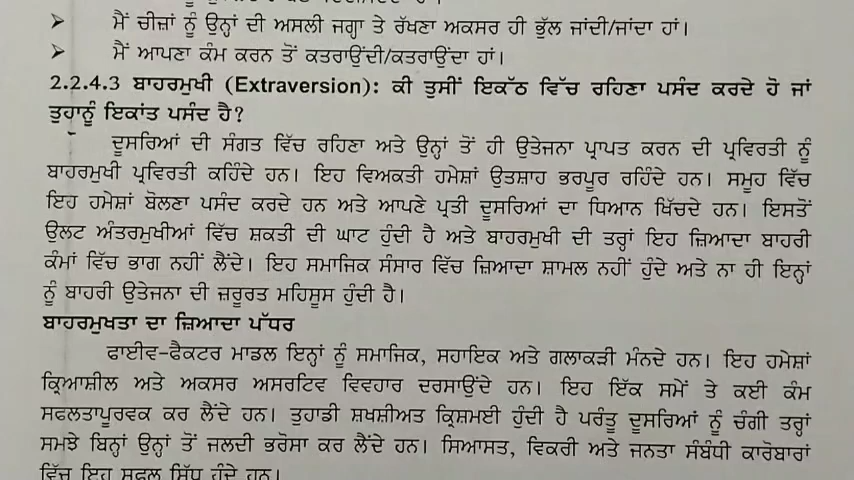 ➤ ਮੈਂ ਚੀਜ਼ਾਂ ਨੂੰ ਉਨ੍ਹਾਂ ਦੀ ਅਸਲੀ ਜਗ੍ਹਾ ਤੇ ਰੱਖਣਾ ਅਕਸਰ ਹੀ ਭੁੱਲ ਜਾਂਦੀ/ਜਾਂਦਾ ਹਾਂ।
➤ ਮੈਂ ਆਪਣਾ ਕੰਮ ਕਰਨ ਤੋਂ ਕਤਰਾਉਂਦੀ/ਕਤਰਾਉਂਦਾ ਹਾਂ।
2.2.4.3 ਬਾਹਰਮੁਖੀ (Extraversion): ਕੀ ਤੁਸੀਂ ਇਕੱਠ ਵਿੱਚ ਰਹਿਣਾ ਪਸੰਦ ਕਰਦੇ ਹੋ ਜਾਂ
ਤੁਹਾਨੂੰ ਇਕਾਂਤ ਪਸੰਦ ਹੈ?
ਦੂਸਰਿਆਂ ਦੀ ਸੰਗਤ ਵਿੱਚ ਰਹਿਣਾ ਅਤੇ ਉਨ੍ਹਾਂ ਤੋਂ ਹੀ ਉਤੇਜਨਾ ਪ੍ਰਾਪਤ ਕਰਨ ਦੀ ਪ੍ਰਵਿਰਤੀ ਨੂੰ
ਬਾਹਰਮੁਖੀ ਪ੍ਰਵਿਰਤੀ ਕਹਿੰਦੇ ਹਨ। ਇਹ ਵਿਅਕਤੀ ਹਮੇਸ਼ਾਂ ਉਤਸ਼ਾਹ ਭਰਪੂਰ ਰਹਿੰਦੇ ਹਨ। ਸਮੂਹ ਵਿੱਚ
ਇਹ ਹਮੇਸ਼ਾਂ ਬੋਲਣਾ ਪਸੰਦ ਕਰਦੇ ਹਨ ਅਤੇ ਆਪਣੇ ਪ੍ਰਤੀ ਦੂਸਰਿਆਂ ਦਾ ਧਿਆਨ ਖਿੱਚਦੇ ਹਨ। ਇਸਤੋਂ
ਉਲਟ ਅੰਤਰਮੁਖੀਆਂ ਵਿੱਚ ਸ਼ਕਤੀ ਦੀ ਘਾਟ ਹੁੰਦੀ ਹੈ ਅਤੇ ਬਾਹਰਮੁਖੀ ਦੀ ਤਰ੍ਹਾਂ ਇਹ ਜ਼ਿਆਦਾ ਬਾਹਰੀ
ਕੰਮਾਂ ਵਿੱਚ ਭਾਗ ਨਹੀਂ ਲੈਂਦੇ। ਇਹ ਸਮਾਜਿਕ ਸੰਸਾਰ ਵਿੱਚ ਜ਼ਿਆਦਾ ਸ਼ਾਮਲ ਨਹੀਂ ਹੁੰਦੇ ਅਤੇ ਨਾ ਹੀ ਇਨ੍ਹਾਂ
ਨੂੰ ਬਾਹਰੀ ਉਤੇਜਨਾ ਦੀ ਜ਼ਰੂਰਤ ਮਹਿਸੂਸ ਹੁੰਦੀ ਹੈ।
ਬਾਹਰਮੁਖਤਾ ਦਾ ਜ਼ਿਆਦਾ ਪੱਧਰ
ਫਾਈਵ-ਫੈਕਟਰ ਮਾਡਲ ਇਨ੍ਹਾਂ ਨੂੰ ਸਮਾਜਿਕ, ਸਹਾਇਕ ਅਤੇ ਗਲਾਕੜੀ ਮੰਨਦੇ ਹਨ। ਇਹ ਹਮੇਸ਼ਾਂ
ਕ੍ਰਿਆਸ਼ੀਲ ਅਤੇ ਅਕਸਰ ਅਸਰਟਿਵ ਵਿਵਹਾਰ ਦਰਸਾਉਂਦੇ ਹਨ। ਇਹ ਇੱਕ ਸਮੇਂ ਤੇ ਕਈ ਕੰਮ
ਸਫਲਤਾਪੂਰਵਕ ਕਰ ਲੈਂਦੇ ਹਨ। ਤੁਹਾਡੀ ਸ਼ਖਸ਼ੀਅਤ ਕ੍ਰਿਸ਼ਮਈ ਹੁੰਦੀ ਹੈ ਪਰੰਤੂ ਦੂਸਰਿਆਂ ਨੂੰ ਚੰਗੀ ਤਰ੍ਹਾਂ
ਸਮਝੇ ਬਿਨ੍ਹਾਂ ਉਨ੍ਹਾਂ ਤੋਂ ਜਲਦੀ ਭਰੋਸਾ ਕਰ ਲੈਂਦੇ ਹਨ। ਸਿਆਸਤ, ਵਿਕਰੀ ਅਤੇ ਜਨਤਾ ਸੰਬੰਧੀ ਕਾਰੋਬਾਰਾਂ
ਵਿੱਚ ਇਹ ਸਫਲ ਸਿੱਧ ਹੁੰਦੇ ਹਨ।